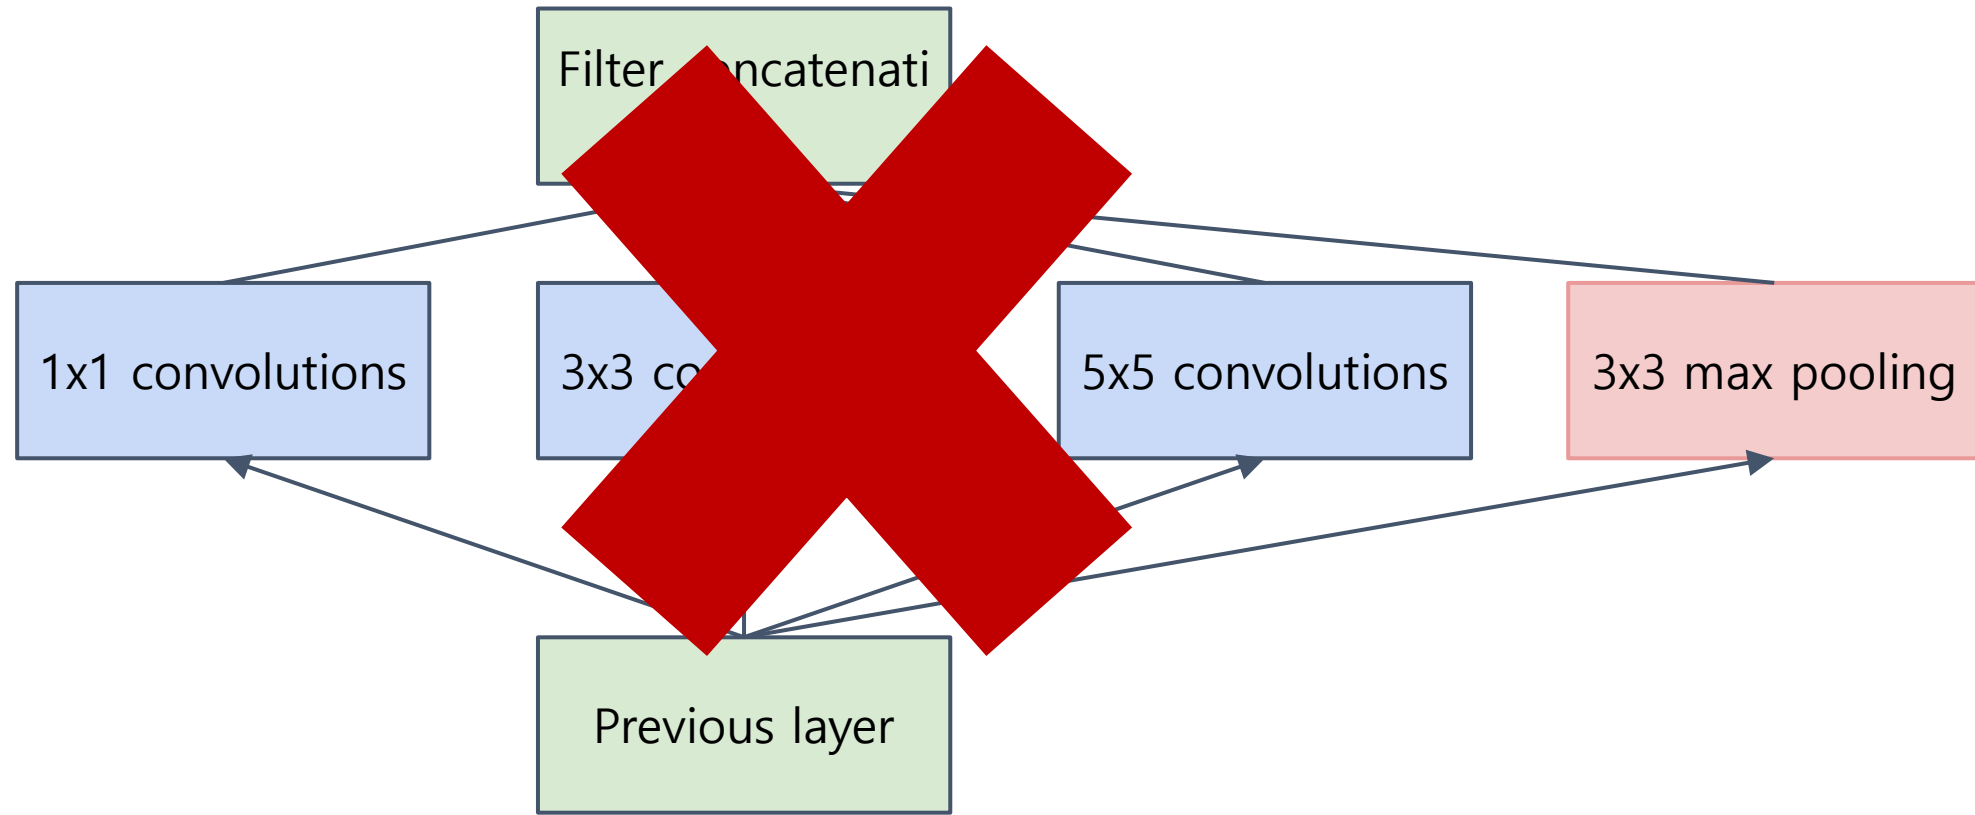 Filter ncatenati
1x1 convolutions
3x3 co
5x5 convolutions
3x3 max pooling
Previous layer